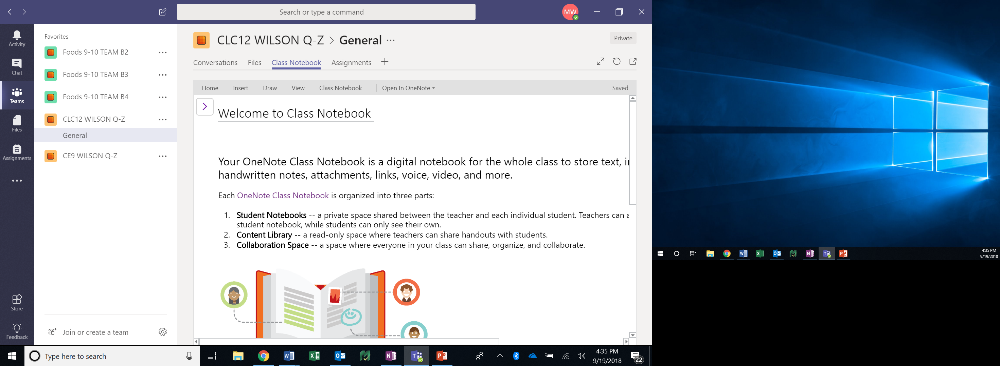 Search or type a command
MW
Activity
Chat
Teams
Files
Assignments
Store
Feedback
Favorites
Foods 9-10 TEAM B2
Foods 9-10 TEAM B3
Foods 9-10 TEAM B4
CLC12 WILSON Q-Z
General
CE9 WILSON Q-Z
Join or create a team
CLC12 WILSON Q-Z > General ...
Private
Conversations Files Class Notebook Assignments +
Home Insert Draw View Class Notebook Open In OneNote Saved
Welcome to Class Notebook
Your OneNote Class Notebook is a digital notebook for the whole class to store text,
handwritten notes, attachments, links, voice, video, and more.
Each OneNote Class Notebook is organized into three parts:
1. Student Notebooks -- a private space shared between the teacher and each individual student. Teachers can a
student notebook, while students can only see their own.
2. Content Library -- a read-only space where teachers can share handouts with students.
3. Collaboration Space -- a space where everyone in your class can share, organize, and collaborate.
Type here to search
4:35 PM
9/19/2018
22
4:35 PM
9/19/2018